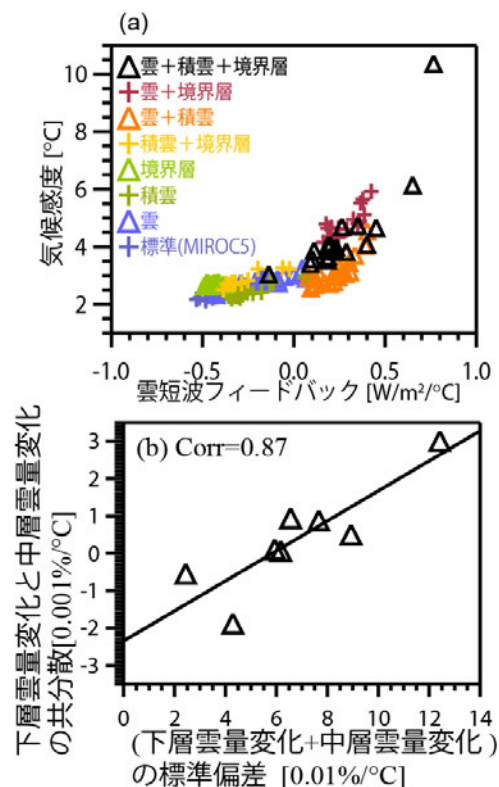 (a)
10
8
6
4
2
気候感度 [℃]
雲+積雲+境界層
雲+境界層
雲+積雲
積雲+境界層
境界層
積雲
雲
標準(MIROC5)
-1.0 -0.5 0.0 0.5 1.0
雲短波フィードバック [W/m²/℃]
(b) Corr=0.87
下層雲量変化と中層雲量変化
の共分散[0.001%/℃]
3
2
1
0
-1
-2
-3
0 2 4 6 8 10 12 14
(下層雲量変化+中層雲量変化)
の標準偏差 [0.01%/℃]